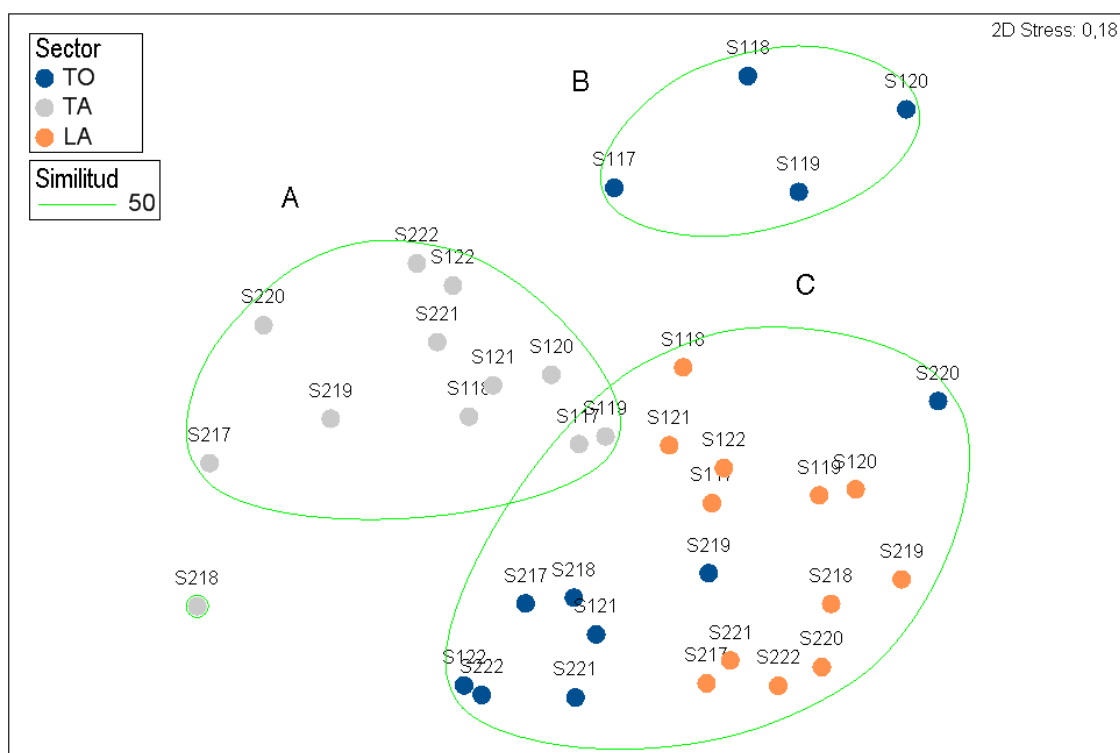 2D Stress: 0,18
Sector
TO
TA
LA
Similitud
50
B
S118
S120
S117
S119
A
S222
S122
S220
S221
S121
S120
S219
S118
S117
S119
S217
S218
C
S118
S220
S121
S122
S117
S119
S120
S219
S219
S218
S217
S218
S121
S221
S220
S122
S222
S221
S217
S222